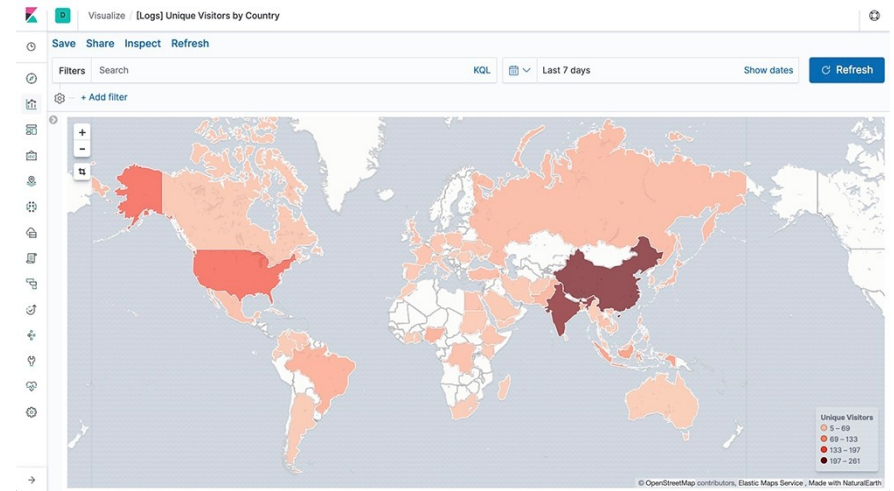 D Visualize / [Logs] Unique Visitors by Country
Save Share Inspect Refresh
Filters Search KQL Last 7 days Show dates Refresh
+ Add filter
+
−
Unique Visitors
5 – 69
69 – 133
133 – 197
197 – 261
© OpenStreetMap contributors, Elastic Maps Service , Made with NaturalEarth